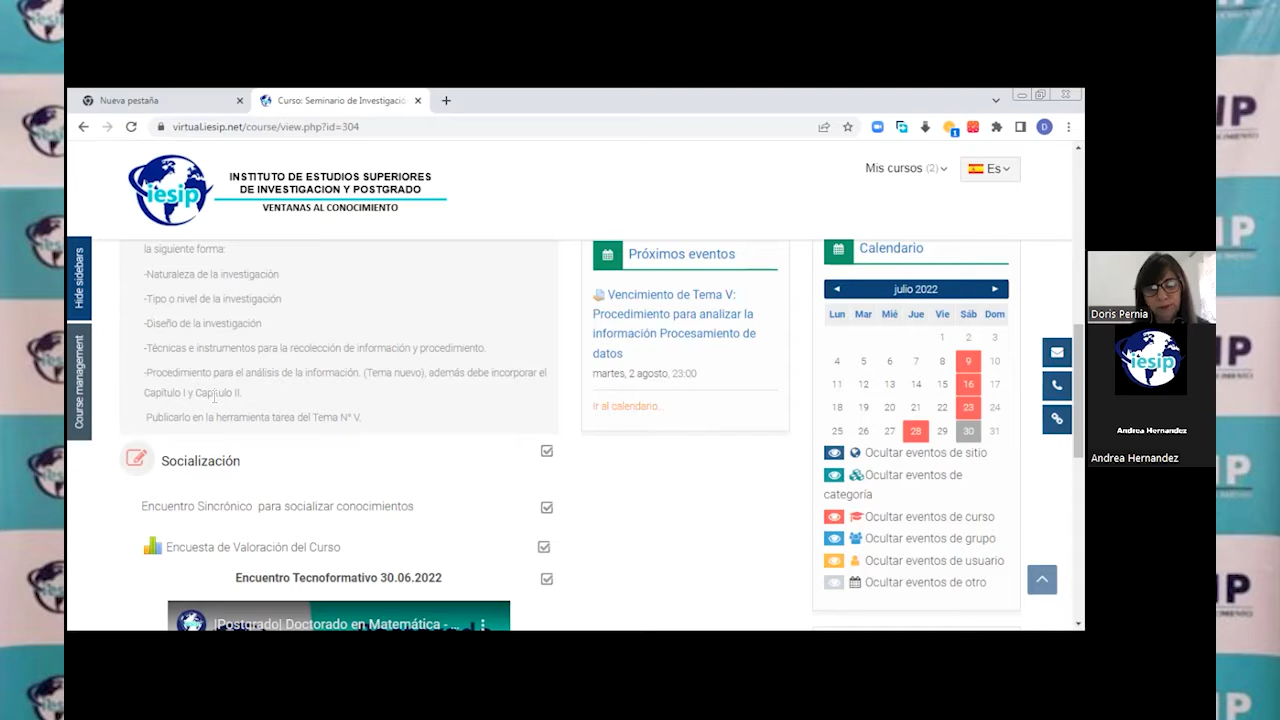 Nueva pestaña
Curso: Seminario de Investigació
virtual.iesip.net/course/view.php?id=304
1
D
iesip
INSTITUTO DE ESTUDIOS SUPERIORES
DE INVESTIGACION Y POSTGRADO
VENTANAS AL CONOCIMIENTO
Mis cursos (2)
Es
Hide sidebars
Course management
la siguiente forma:
-Naturaleza de la investigación
-Tipo o nivel de la investigación
-Diseño de la investigación
-Técnicas e instrumentos para la recolección de información y procedimiento.
-Procedimiento para el análisis de la información. (Tema nuevo), además debe incorporar el
Capítulo I y Capítulo II.
Publicarlo en la herramienta tarea del Tema N° V.
Socialización
Encuentro Sincrónico para socializar conocimientos
Encuesta de Valoración del Curso
Encuentro Tecnoformativo 30.06.2022
|Postgrado| Doctorado en Matemática - ...
Próximos eventos
Vencimiento de Tema V:
Procedimiento para analizar la
información Procesamiento de
datos
martes, 2 agosto, 23:00
Ir al calendario...
Calendario
julio 2022
Lun Mar Mié Jue Vie Sáb Dom
1 2 3
4 5 6 7 8 9 10
11 12 13 14 15 16 17
18 19 20 21 22 23 24
25 26 27 28 29 30 31
Ocultar eventos de sitio
Ocultar eventos de
categoría
Ocultar eventos de curso
Ocultar eventos de grupo
Ocultar eventos de usuario
Ocultar eventos de otro
Doris Pernia
iesip
Andrea Hernandez
Andrea Hernandez